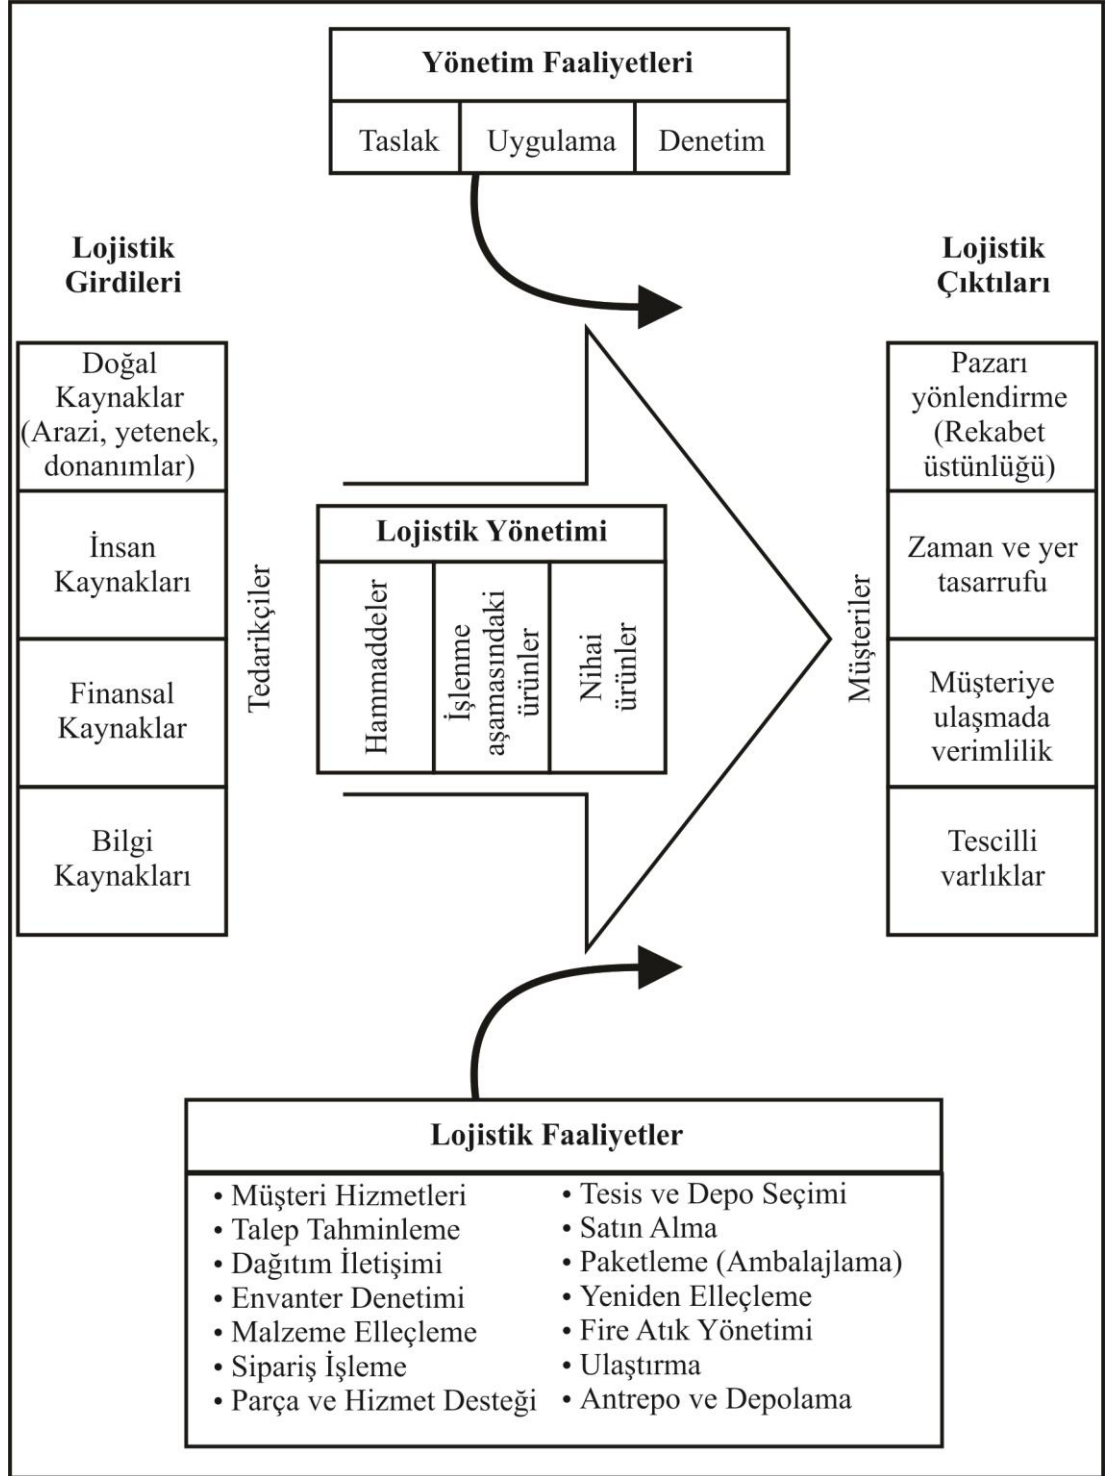 Yönetim Faaliyetleri
Taslak
Uygulama
Denetim
Lojistik
Girdileri
Doğal
Kaynaklar
(Arazi, yetenek,
donanımlar)
İnsan
Kaynakları
Finansal
Kaynaklar
Bilgi
Kaynakları
Tedarikçiler
Lojistik Yönetimi
Hammaddeler
İşlenme
aşamasındaki
ürünler
Nihai
ürünler
Müşteriler
Lojistik
Çıktıları
Pazarı
yönlendirme
(Rekabet
üstünlüğü)
Zaman ve yer
tasarrufu
Müşteriye
ulaşmada
verimlilik
Tescilli
varlıklar
Lojistik Faaliyetler
• Müşteri Hizmetleri
• Talep Tahminleme
• Dağıtım İletişimi
• Envanter Denetimi
• Malzeme Elleçleme
• Sipariş İşleme
• Parça ve Hizmet Desteği
• Tesis ve Depo Seçimi
• Satın Alma
• Paketleme (Ambalajlama)
• Yeniden Elleçleme
• Fire Atık Yönetimi
• Ulaştırma
• Antrepo ve Depolama